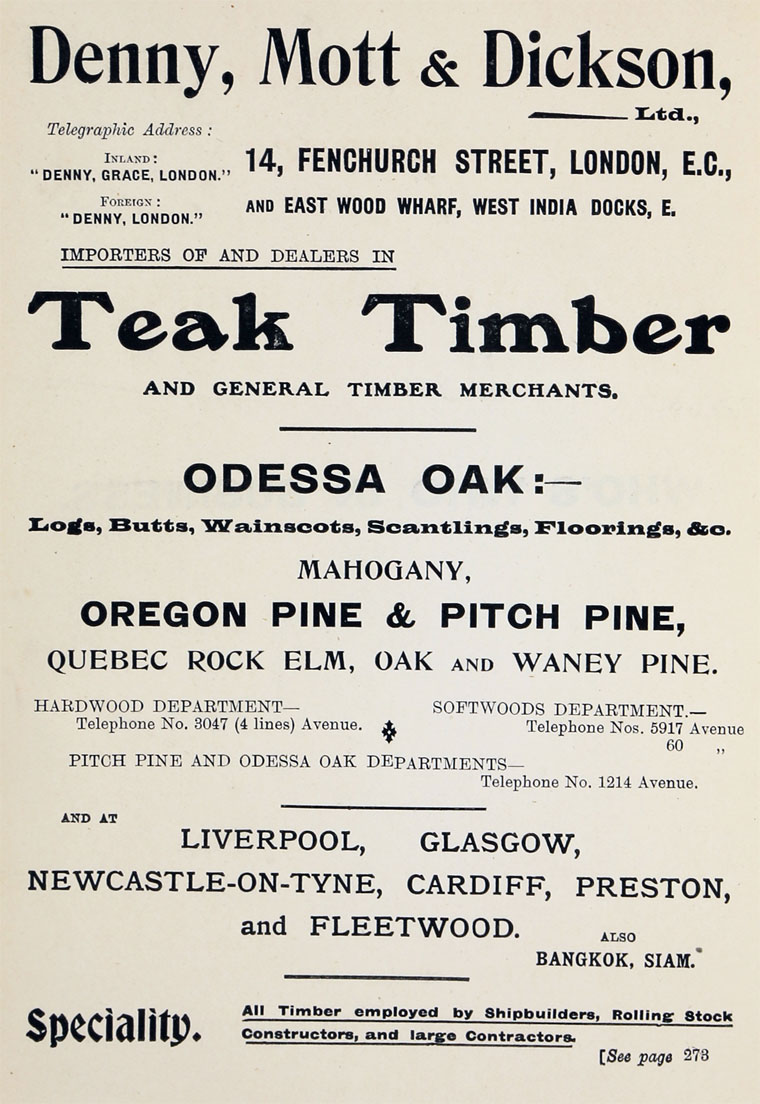 Denny, Mott & Dickson,
Ltd.,
Telegraphic Address :
INLAND :
"DENNY, GRACE, LONDON."
FOREIGN :
"DENNY, LONDON."
14, FENCHURCH STREET, LONDON, E.C.,
AND EAST WOOD WHARF, WEST INDIA DOCKS, E.
IMPORTERS OF AND DEALERS IN
Teak Timber
AND GENERAL TIMBER MERCHANTS.
ODESSA OAK:—
Logs, Butts, Wainscots, Scantlings, Floorings, &c.
MAHOGANY,
OREGON PINE & PITCH PINE,
QUEBEC ROCK ELM, OAK AND WANEY PINE.
HARDWOOD DEPARTMENT—
Telephone No. 3047 (4 lines) Avenue.
SOFTWOODS DEPARTMENT.—
Telephone Nos. 5917 Avenue
60 „
PITCH PINE AND ODESSA OAK DEPARTMENTS—
Telephone No. 1214 Avenue.
AND AT
LIVERPOOL, GLASGOW,
NEWCASTLE-ON-TYNE, CARDIFF, PRESTON,
and FLEETWOOD.
ALSO
BANGKOK, SIAM.
Speciality.
All Timber employed by Shipbuilders, Rolling Stock
Constructors, and large Contractors.
[See page 273